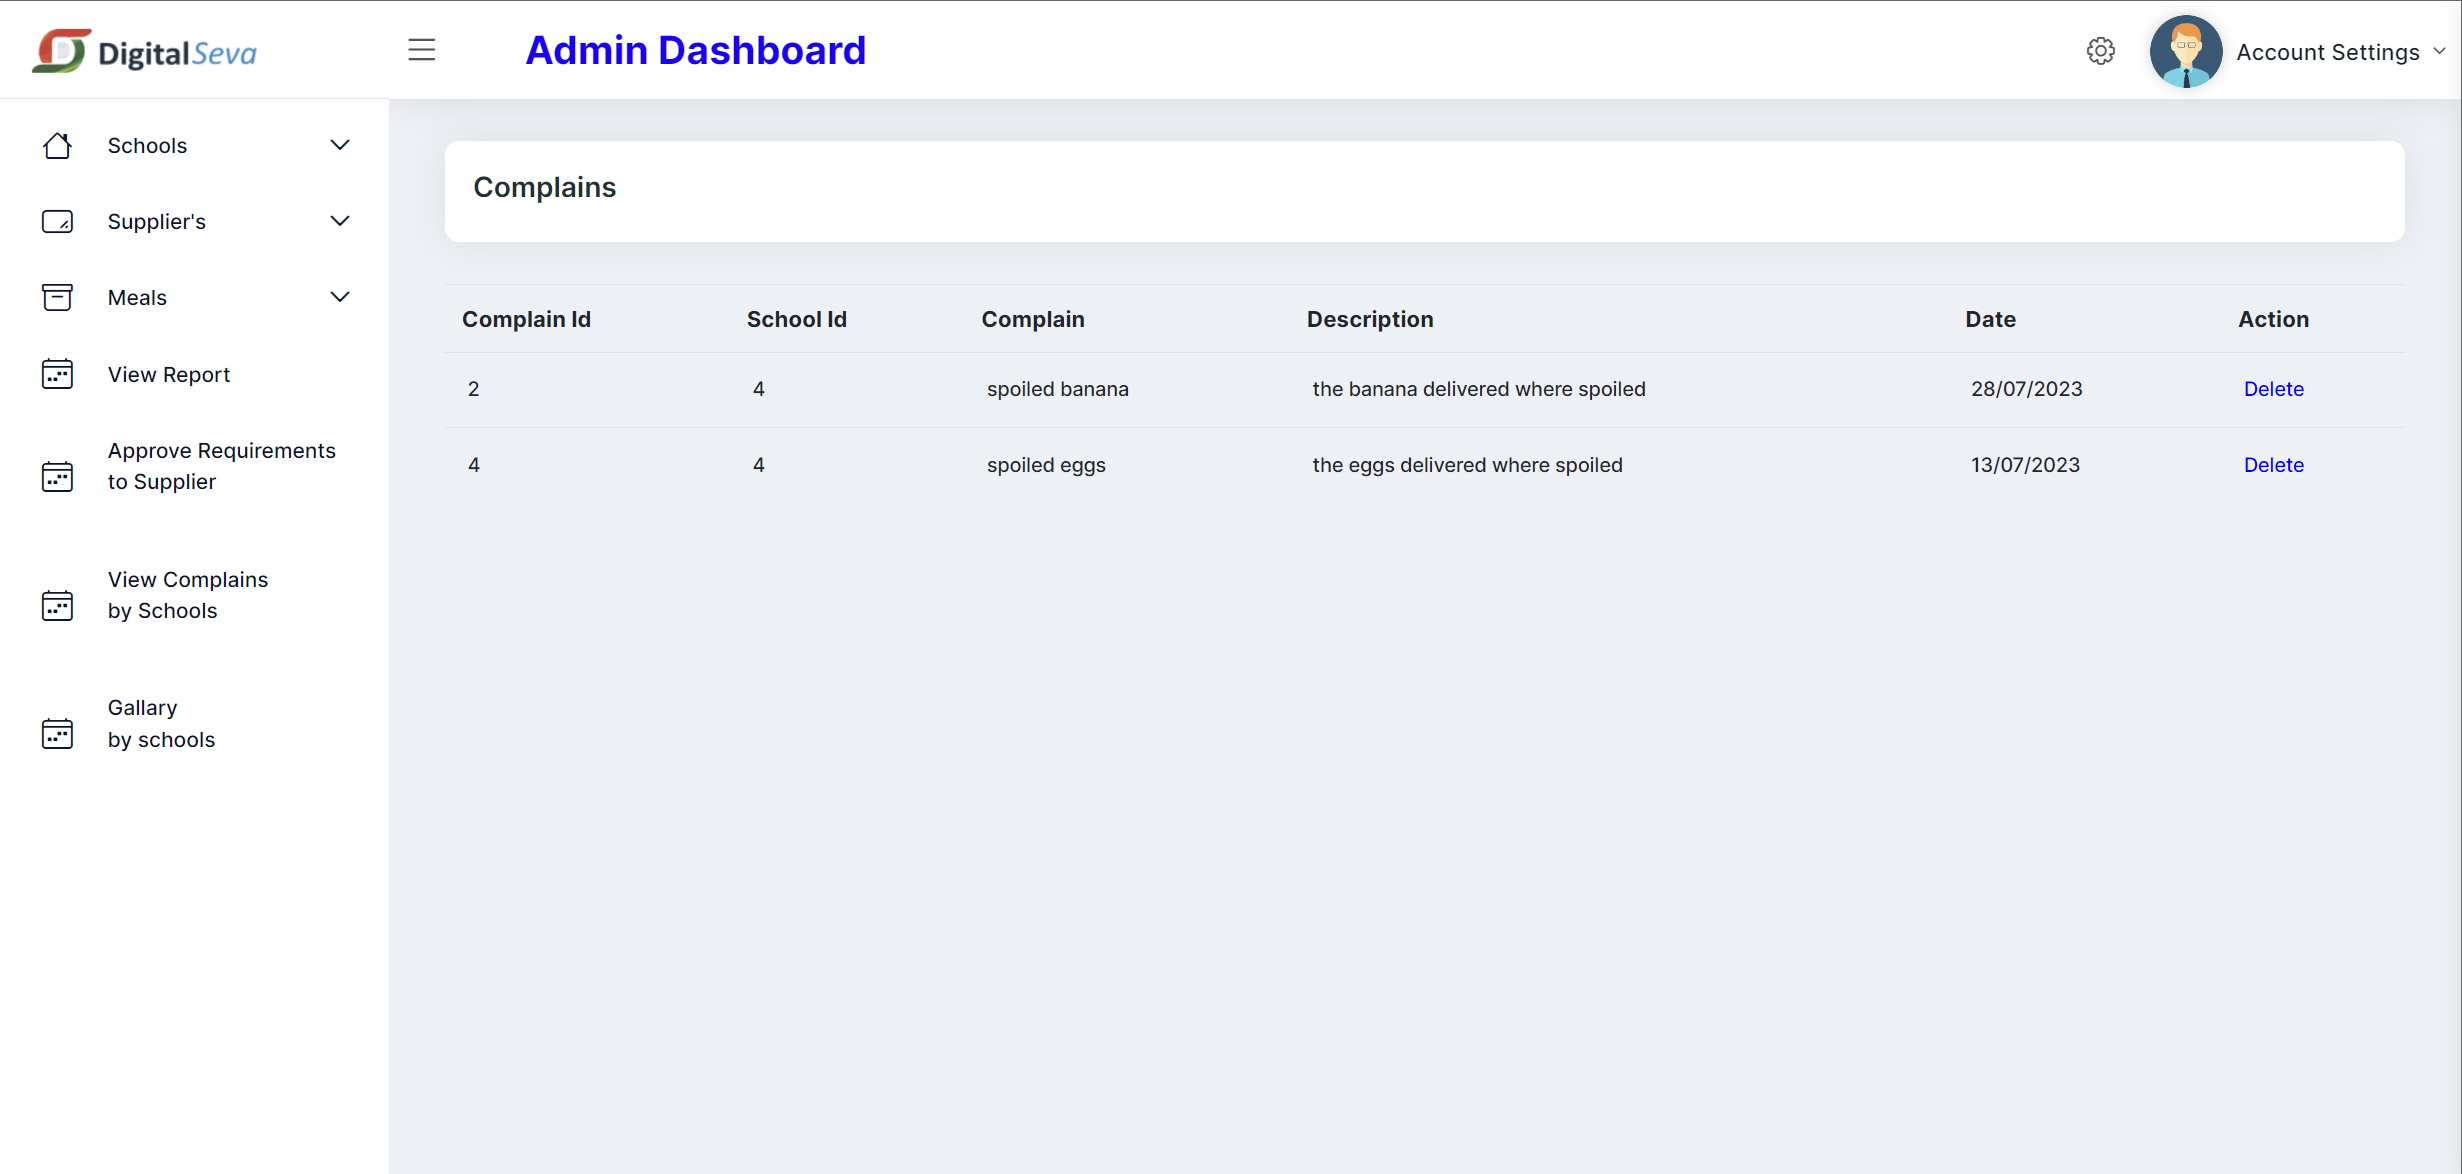 DigitalSeva
Admin Dashboard
Account Settings
Schools
Supplier's
Meals
View Report
Approve Requirements
to Supplier
View Complains
by Schools
Gallary
by schools
Complains
Complain Id School Id Complain Description Date Action
2 4 spoiled banana the banana delivered where spoiled 28/07/2023 Delete
4 4 spoiled eggs the eggs delivered where spoiled 13/07/2023 Delete